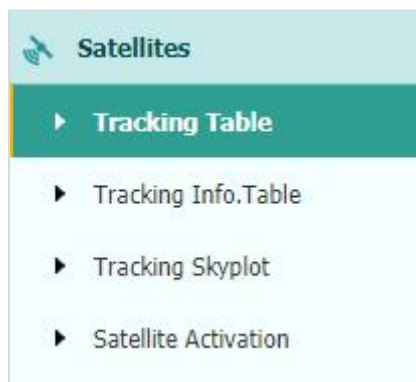 Satellites
Tracking Table
Tracking Info.Table
Tracking Skyplot
Satellite Activation